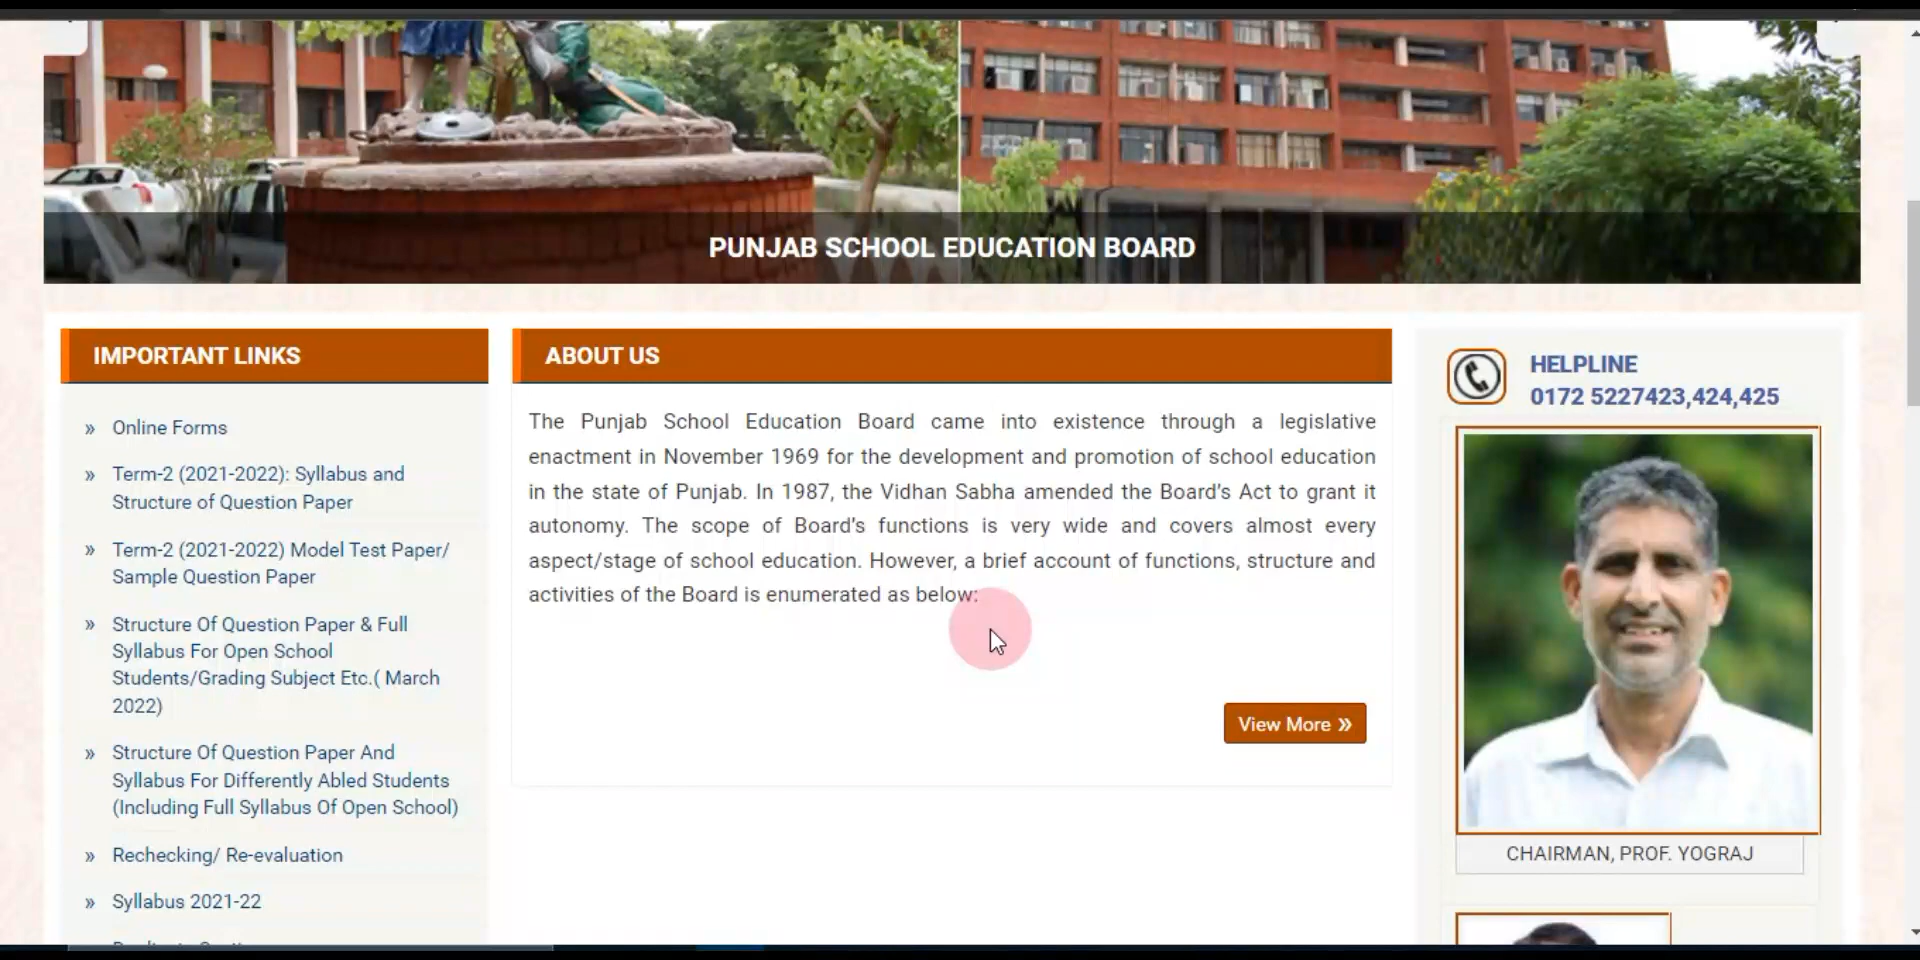 PUNJAB SCHOOL EDUCATION BOARD
IMPORTANT LINKS
» Online Forms
» Term-2 (2021-2022): Syllabus and
Structure of Question Paper
» Term-2 (2021-2022) Model Test Paper/
Sample Question Paper
» Structure Of Question Paper & Full
Syllabus For Open School
Students/Grading Subject Etc.( March
2022)
» Structure Of Question Paper And
Syllabus For Differently Abled Students
(Including Full Syllabus Of Open School)
» Rechecking/ Re-evaluation
» Syllabus 2021-22
ABOUT US
The Punjab School Education Board came into existence through a legislative
enactment in November 1969 for the development and promotion of school education
in the state of Punjab. In 1987, the Vidhan Sabha amended the Board's Act to grant it
autonomy. The scope of Board's functions is very wide and covers almost every
aspect/stage of school education. However, a brief account of functions, structure and
activities of the Board is enumerated as below:
View More »
HELPLINE
0172 5227423,424,425
CHAIRMAN, PROF. YOGRAJ